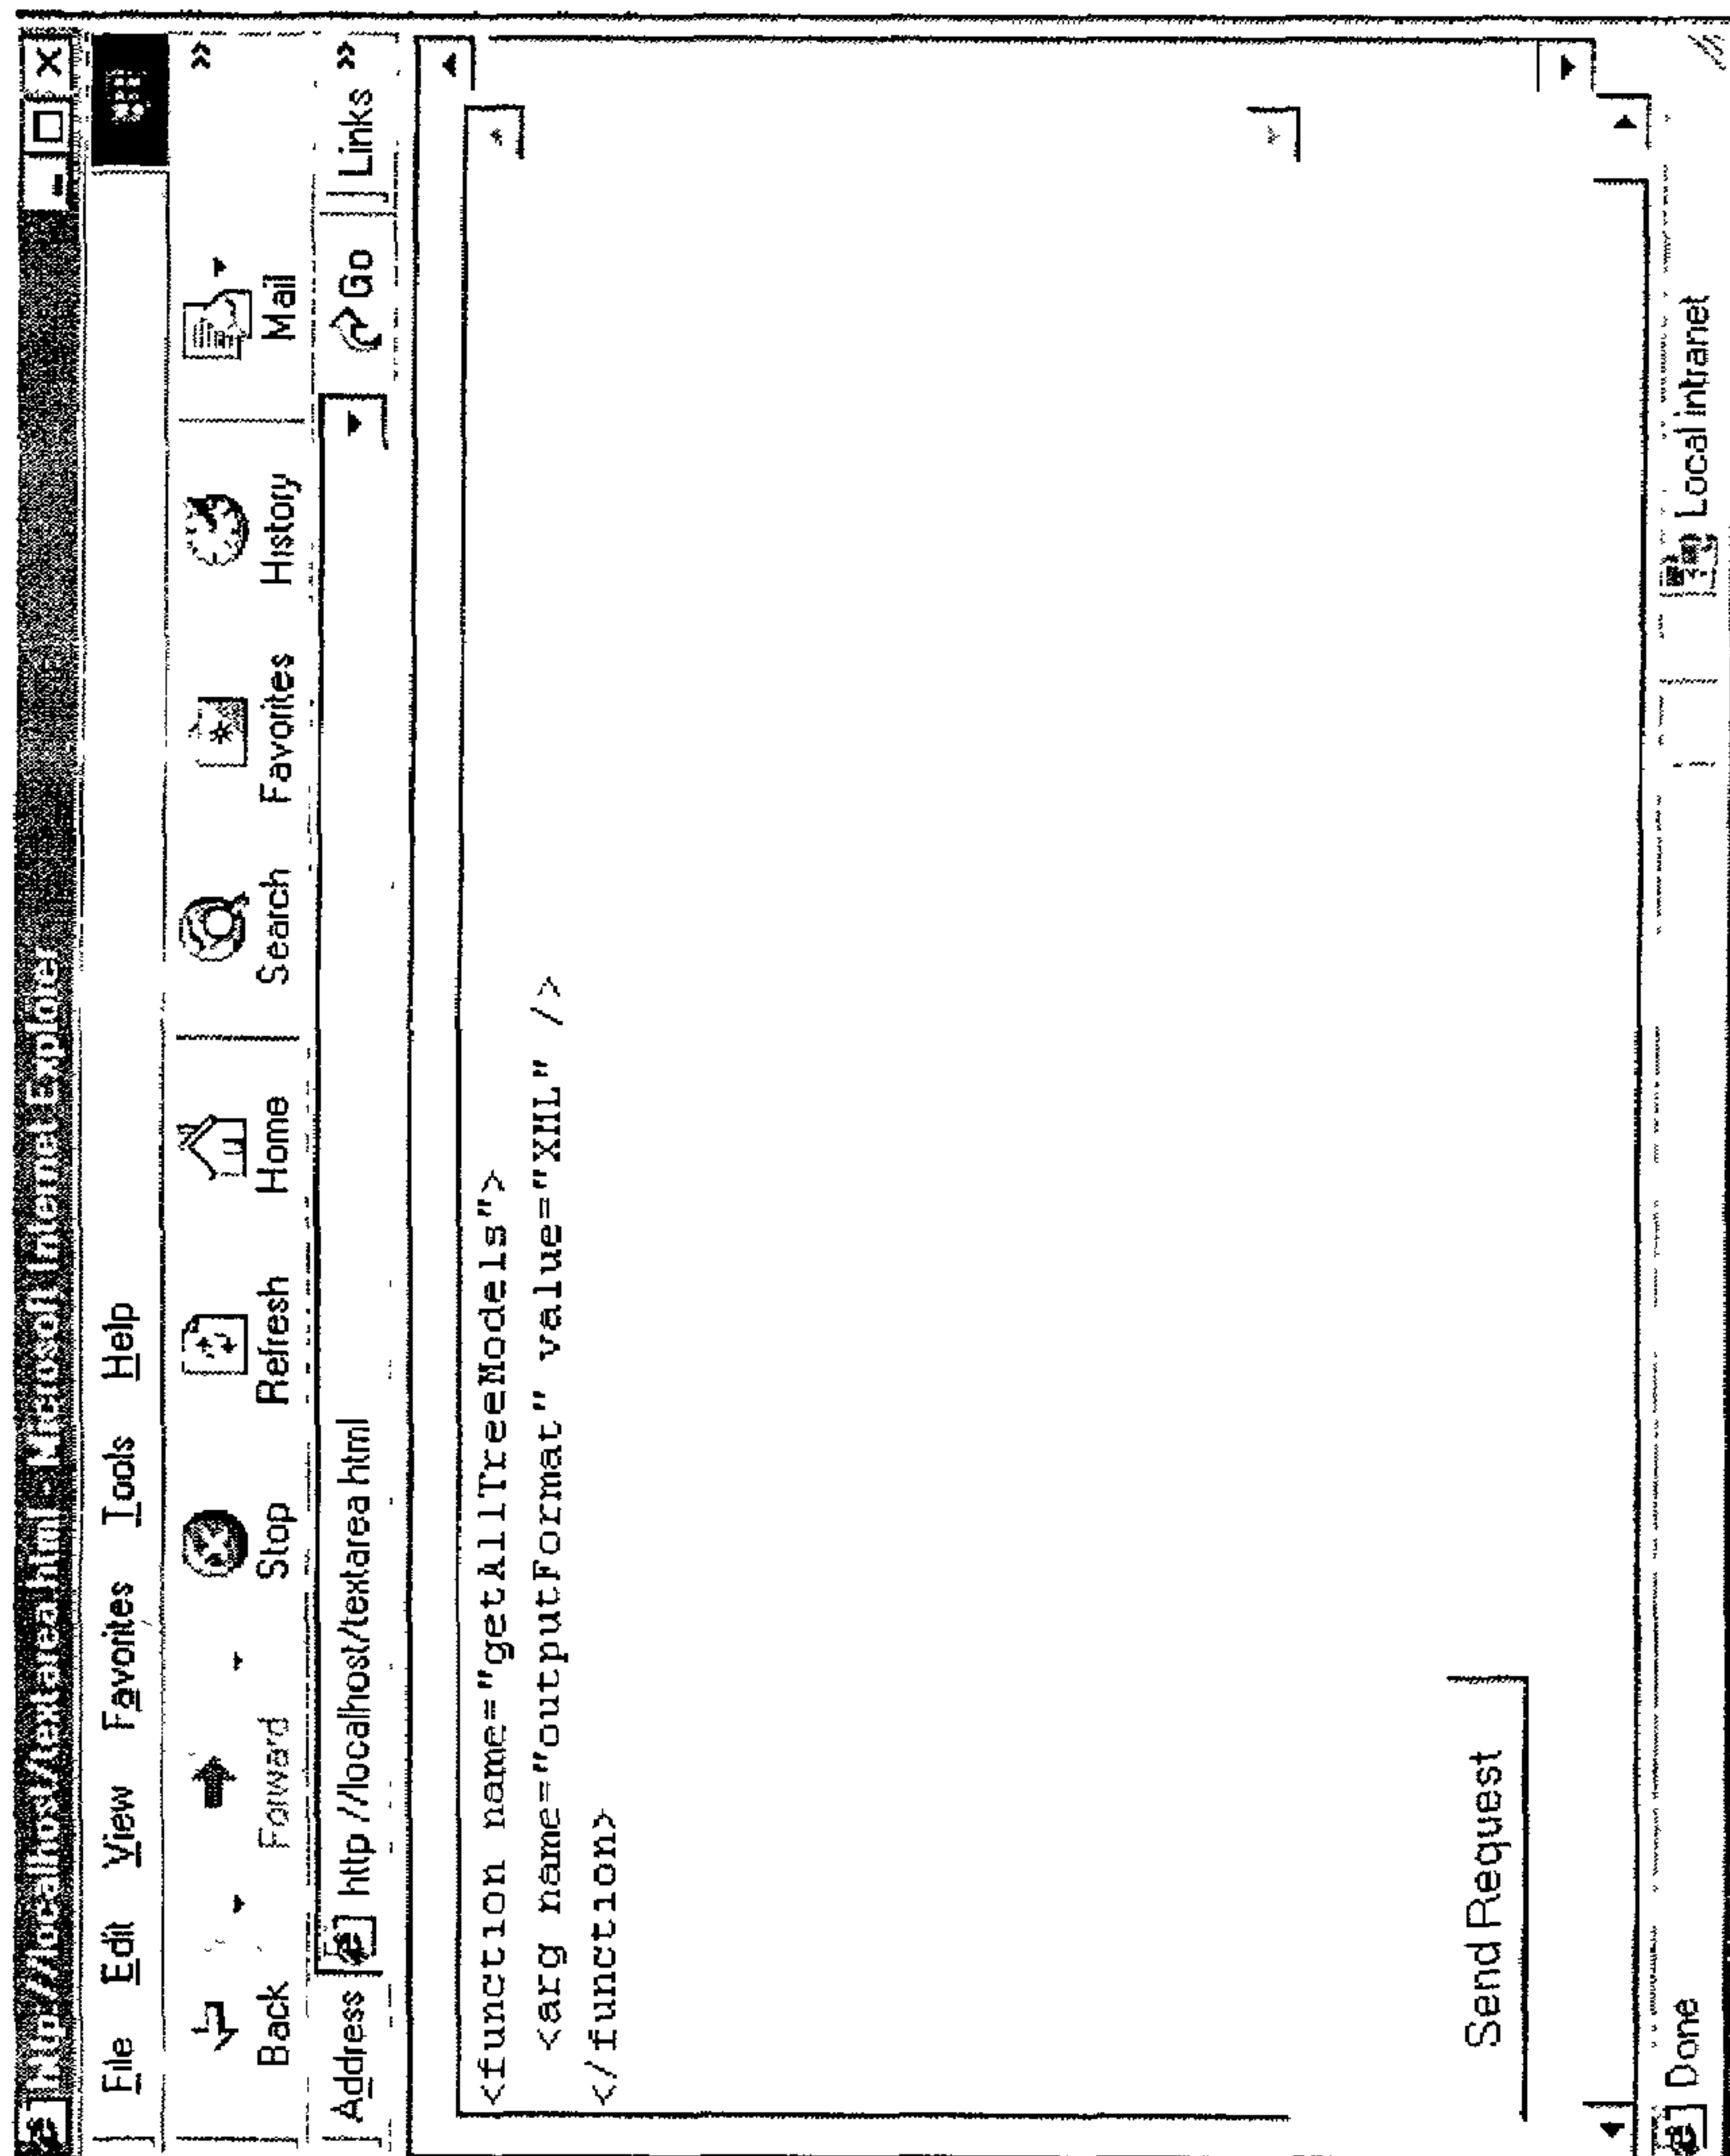 http://localhost/textarea.html - Microsoft Internet Explorer
File Edit View Favorites Tools Help
Back Forward Stop Refresh Home Search Favorites History Mail »
Address http //localhost/textarea html Go Links »
<function name="getAllTreeModels">
<arg name="outputFormat" value="XML" />
</function>
Send Request
Done Local intranet